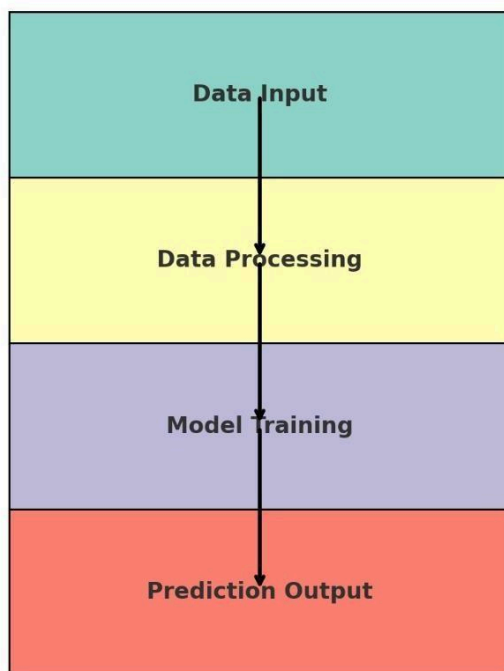 Data Input
Data Processing
Model Training
Prediction Output